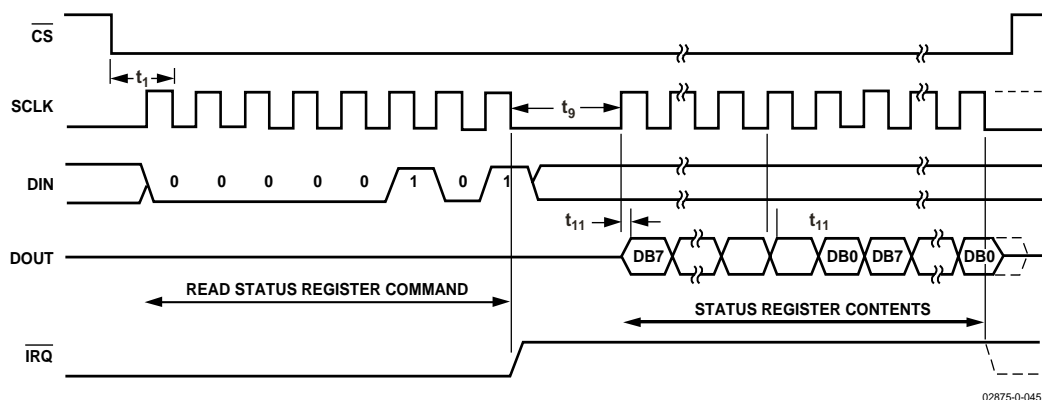 CS
t1
SCLK
t9
DIN
0 0 0 0 0 1 0 1
t11
t11
DOUT
DB7
DB0
DB7
DB0
READ STATUS REGISTER COMMAND
STATUS REGISTER CONTENTS
IRQ
02875-0-045